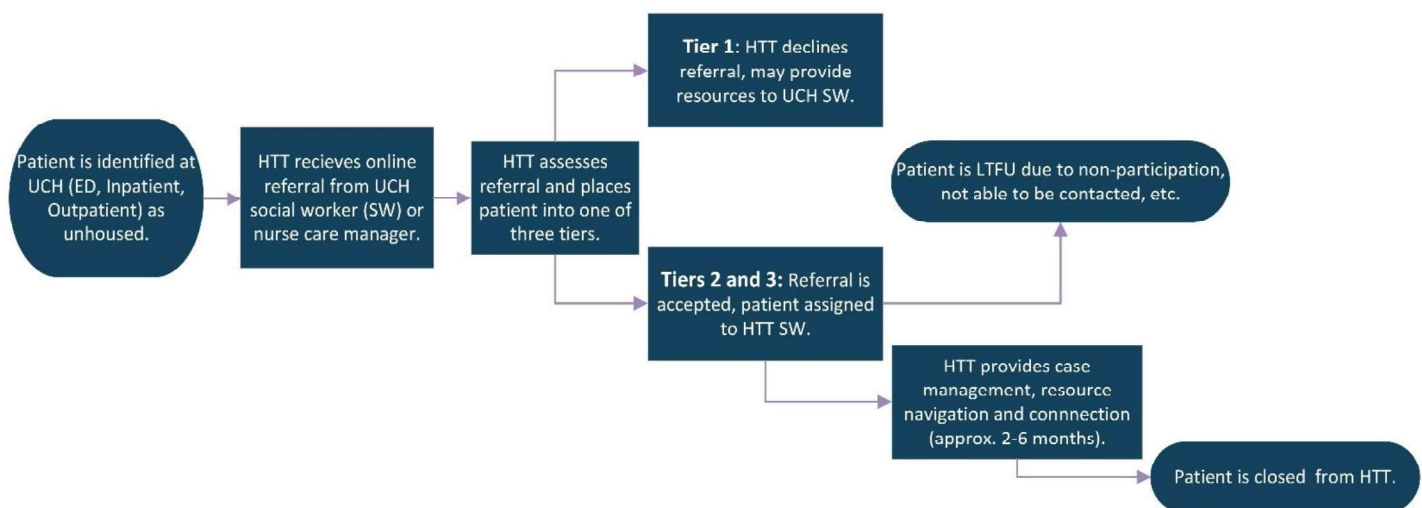 Patient is identified at
UCH (ED, Inpatient,
Outpatient) as
unhoused.
HTT recieves online
referral from UCH
social worker (SW) or
nurse care manager.
HTT assesses
referral and places
patient into one of
three tiers.
Tier 1: HTT declines
referral, may provide
resources to UCH SW.
Tiers 2 and 3: Referral is
accepted, patient assigned
to HTT SW.
Patient is LTFU due to non-participation,
not able to be contacted, etc.
HTT provides case
management, resource
navigation and connnection
(approx. 2-6 months).
Patient is closed from HTT.